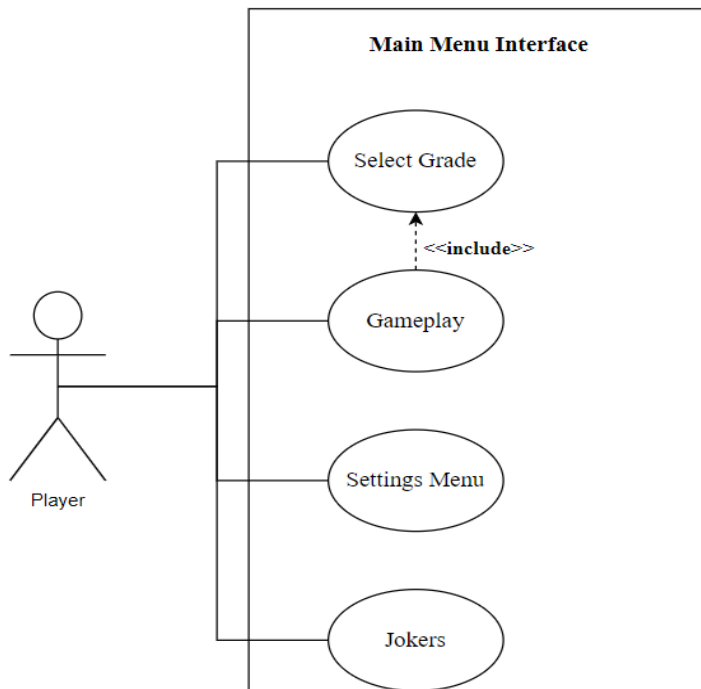 Main Menu Interface
Select Grade
<<include>>
Gameplay
Settings Menu
Player
Jokers